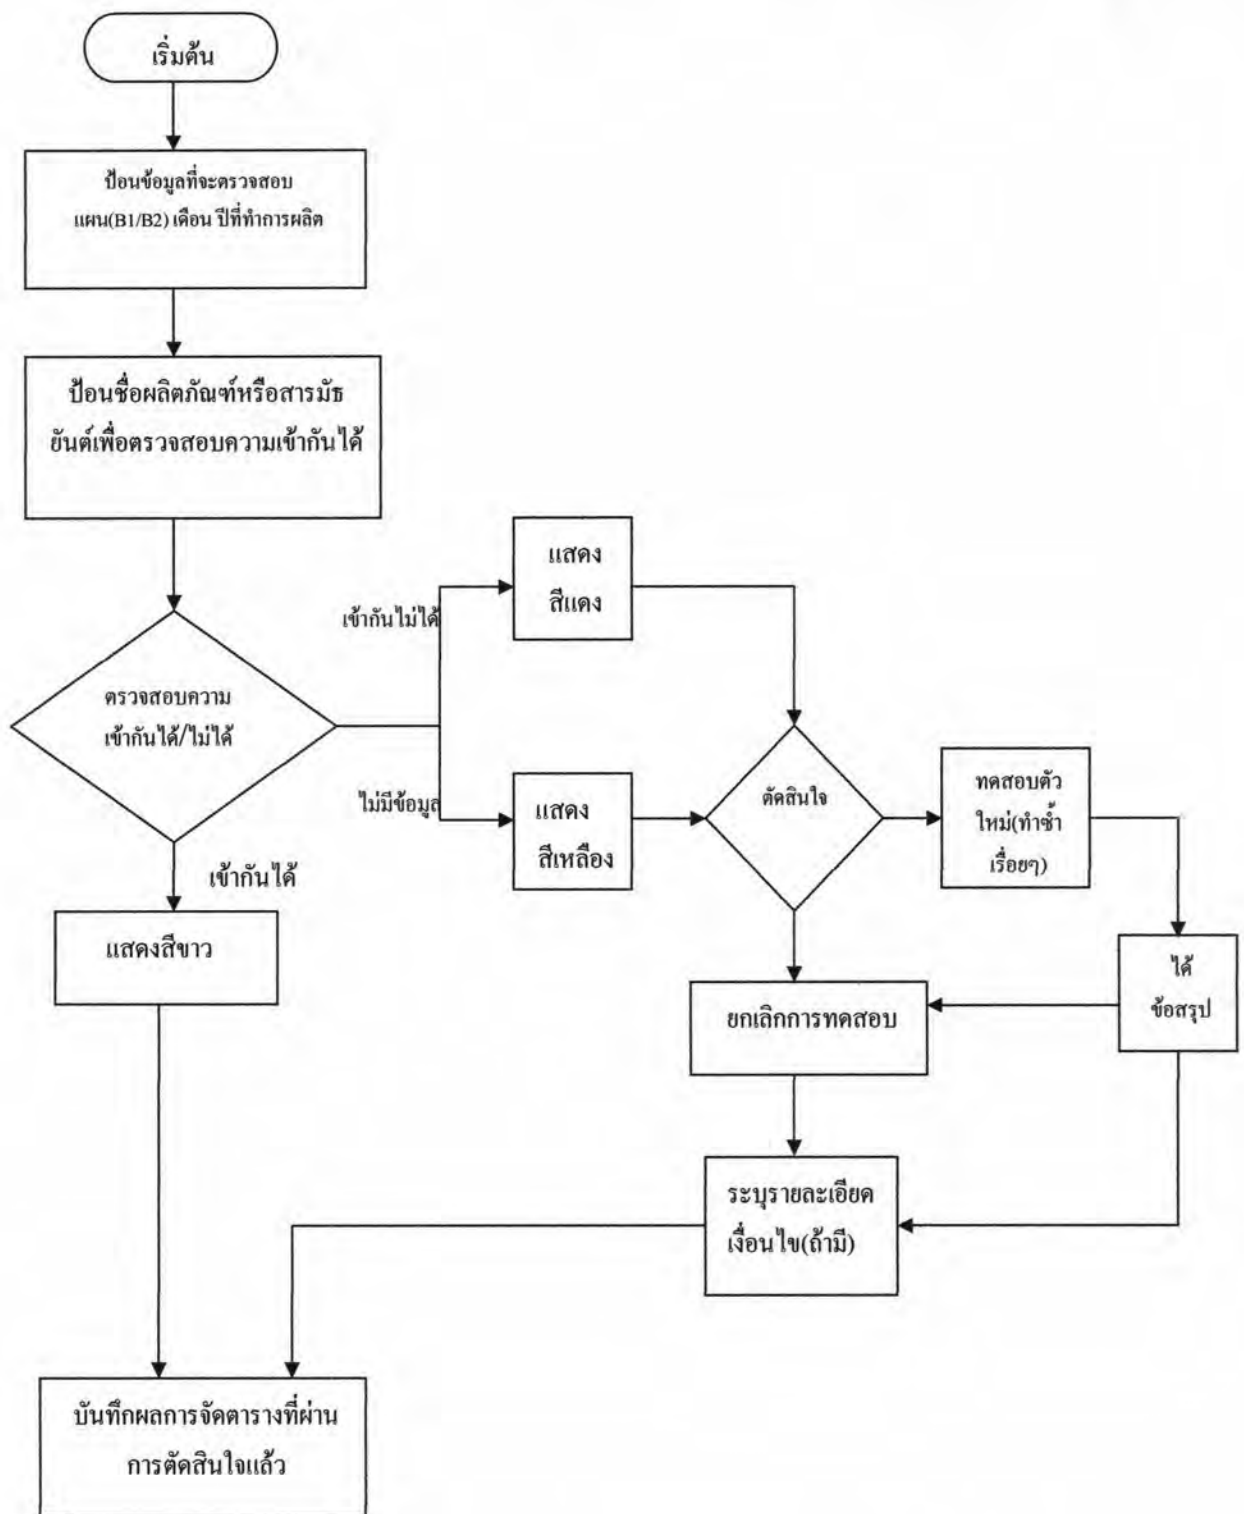 เริ่มต้น
ป้อนข้อมูลที่จะตรวจสอบ
แผน(B1/B2) เดือน ปีที่ทำการผลิต
ป้อนชื่อผลิตภัณฑ์หรือสารมัธ
ยันต์เพื่อตรวจสอบความเข้ากันได้
ตรวจสอบความ
เข้ากันได้/ไม่ได้
เข้ากันไม่ได้
แสดง
สีแดง
ไม่มีข้อมูล
แสดง
สีเหลือง
ตัดสินใจ
ทดสอบตัว
ใหม่(ทำซ้ำ
เรื่อยๆ)
เข้ากันได้
แสดงสีขาว
ได้
ข้อสรุป
ยกเลิกการทดสอบ
ระบุรายละเอียด
เงื่อนไข(ถ้ามี)
บันทึกผลการจัดตารางที่ผ่าน
การตัดสินใจแล้ว